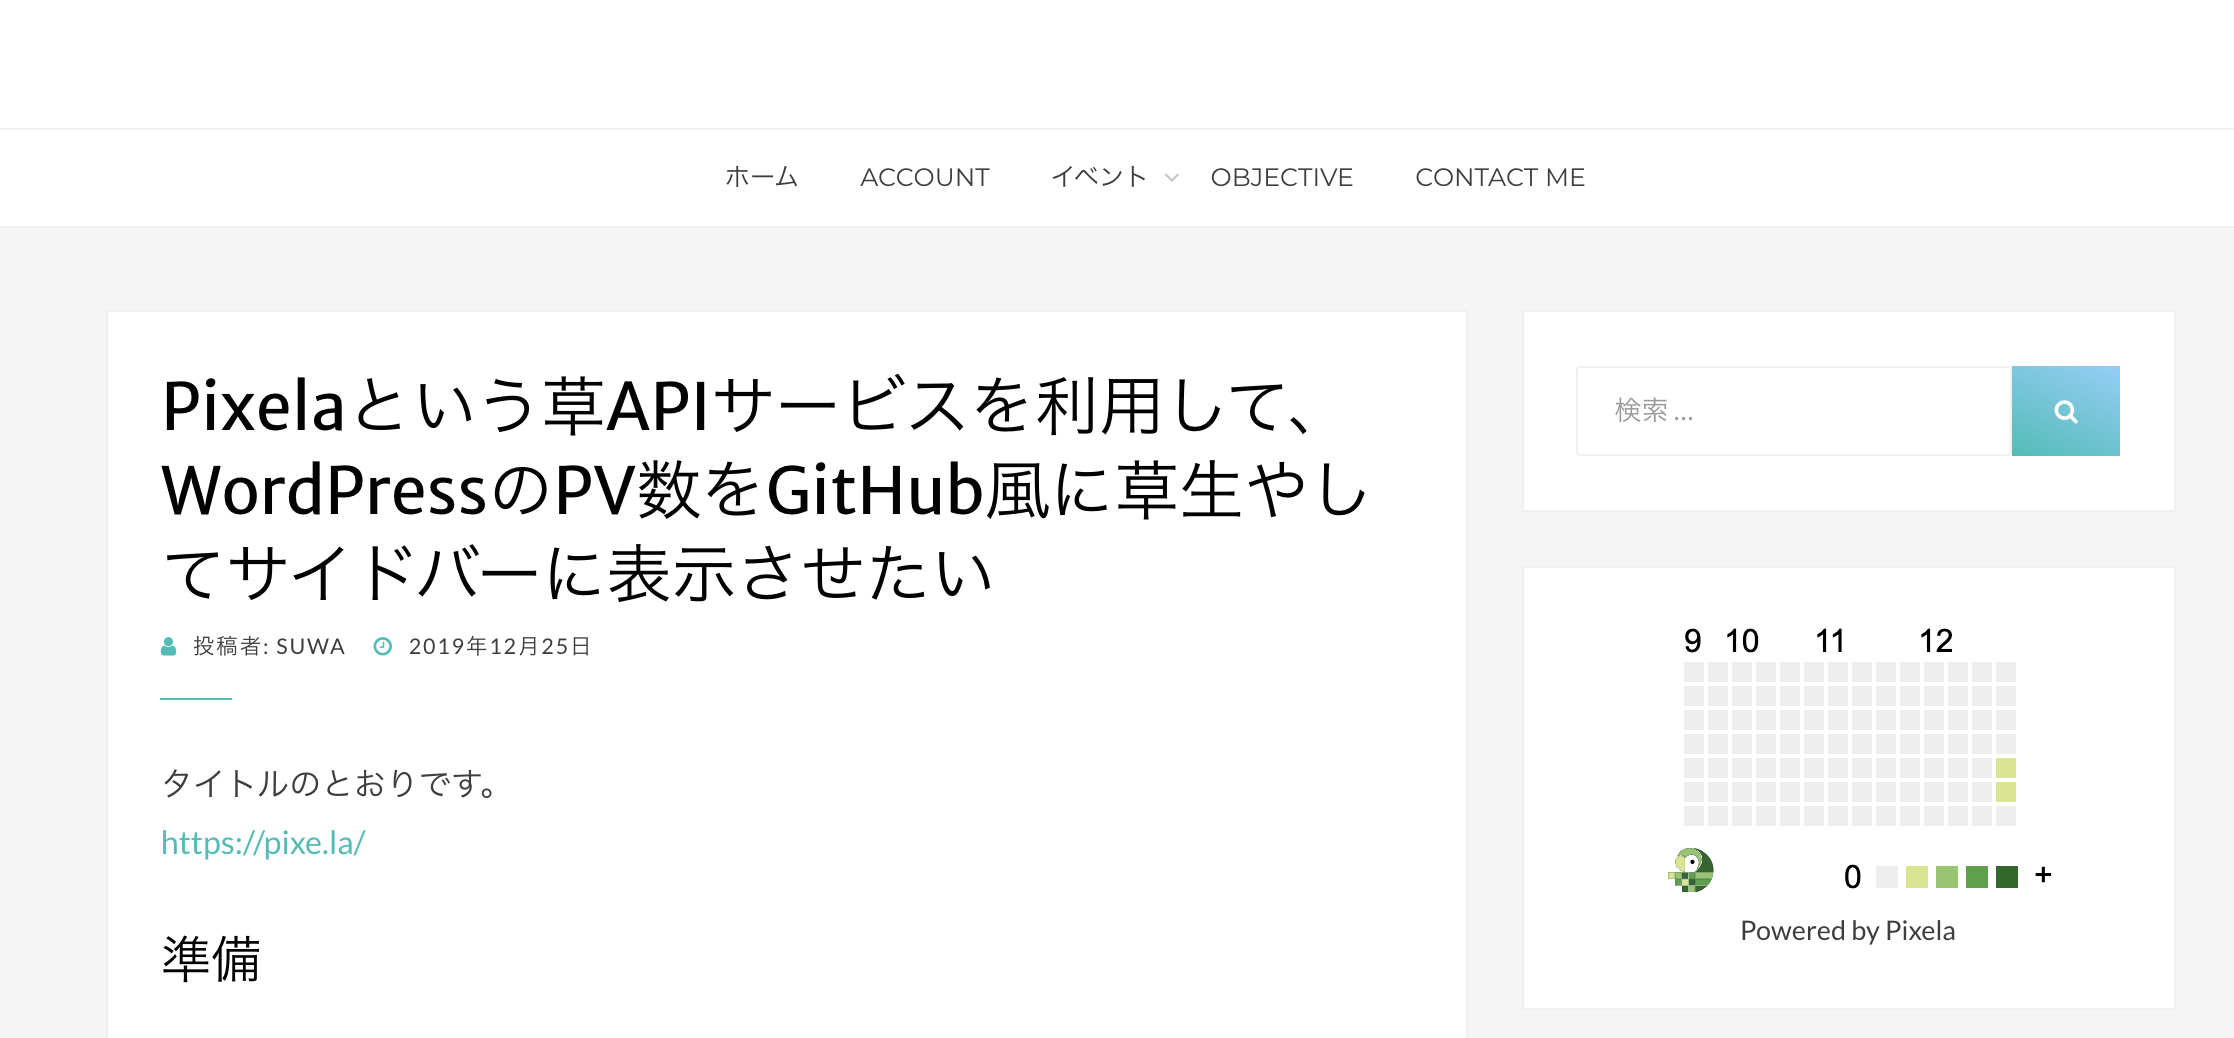 ホーム ACCOUNT イベント OBJECTIVE CONTACT ME
Pixelaという草APIサービスを利用して、
WordPressのPV数をGitHub風に草生やし
てサイドバーに表示させたい
投稿者: SUWA 2019年12月25日
タイトルのとおりです。
https://pixe.la/
準備
検索 ...
9 10 11 12
0 +
Powered by Pixela